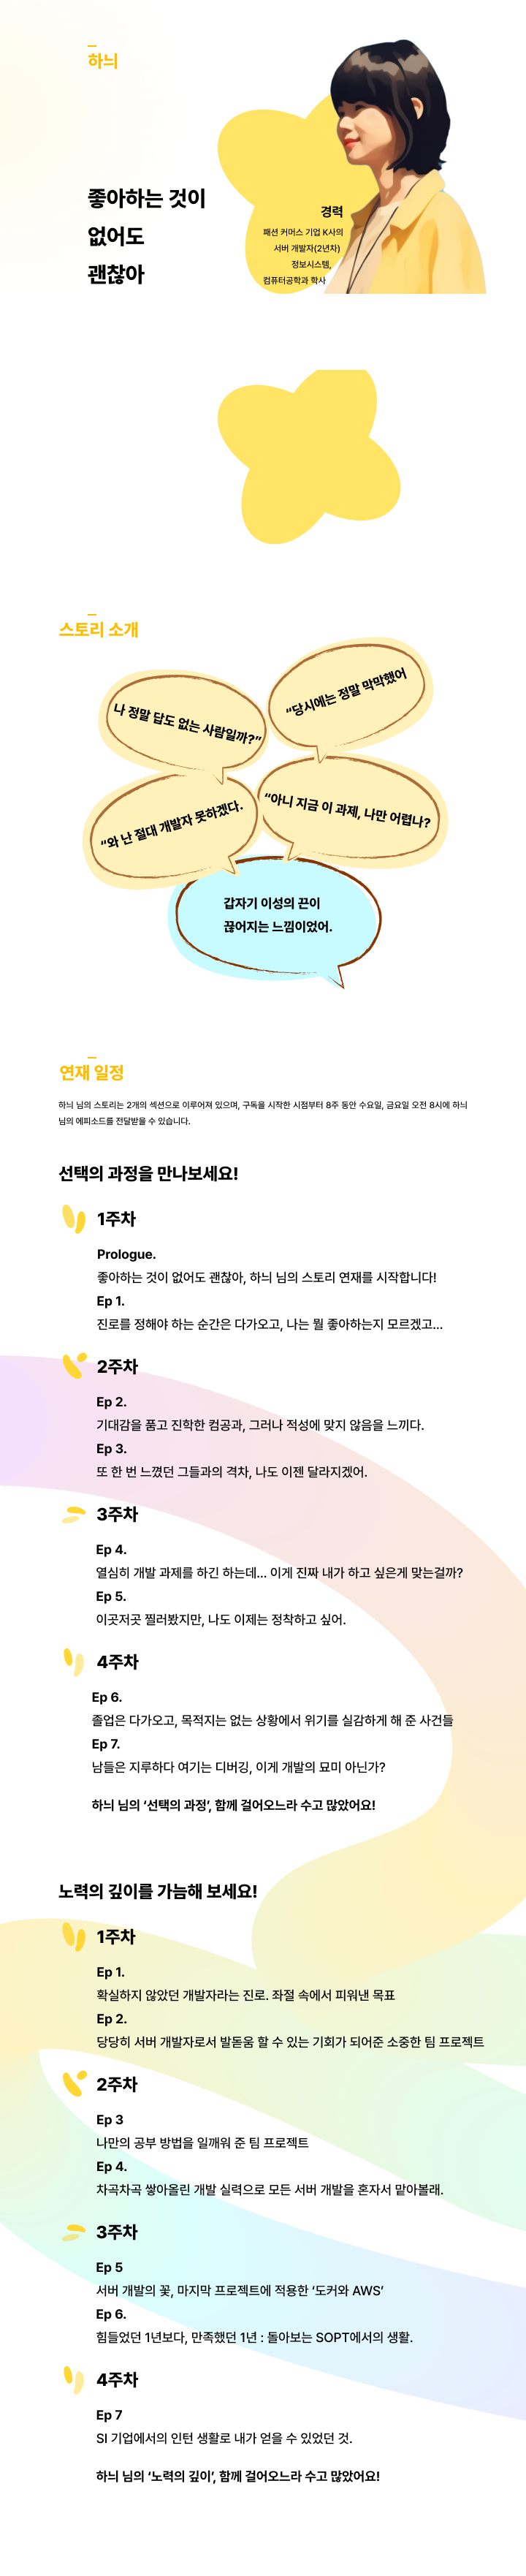 하늬
좋아하는 것이
없어도
괜찮아
경력
패션 커머스 기업 K사의
서버 개발자(2년차)
정보시스템,
컴퓨터공학과 학사
스토리 소개
“당시에는 정말 막막했어
나 정말 답도 없는 사람일까?”
“아니 지금 이 과제, 나만 어렵나?
“와 난 절대 개발자 못하겠다.
갑자기 이성의 끈이
끊어지는 느낌이었어.
연재 일정
하늬 님의 스토리는 2개의 섹션으로 이루어져 있으며, 구독을 시작한 시점부터 8주 동안 수요일, 금요일 오전 8시에 하늬
님의 에피소드를 전달받을 수 있습니다.
선택의 과정을 만나보세요!
1주차
Prologue.
좋아하는 것이 없어도 괜찮아, 하늬 님의 스토리 연재를 시작합니다!
Ep 1.
진로를 정해야 하는 순간은 다가오고, 나는 뭘 좋아하는지 모르겠고...
2주차
Ep 2.
기대감을 품고 진학한 컴공과, 그러나 적성에 맞지 않음을 느끼다.
Ep 3.
또 한 번 느꼈던 그들과의 격차, 나도 이젠 달라지겠어.
3주차
Ep 4.
열심히 개발 과제를 하긴 하는데... 이게 진짜 내가 하고 싶은게 맞는걸까?
Ep 5.
이곳저곳 찔러봤지만, 나도 이제는 정착하고 싶어.
4주차
Ep 6.
졸업은 다가오고, 목적지는 없는 상황에서 위기를 실감하게 해 준 사건들
Ep 7.
남들은 지루하다 여기는 디버깅, 이게 개발의 묘미 아닌가?
하늬 님의 ‘선택의 과정’, 함께 걸어오느라 수고 많았어요!
노력의 깊이를 가늠해 보세요!
1주차
Ep 1.
확실하지 않았던 개발자라는 진로. 좌절 속에서 피워낸 목표
Ep 2.
당당히 서버 개발자로서 발돋움 할 수 있는 기회가 되어준 소중한 팀 프로젝트
2주차
Ep 3
나만의 공부 방법을 일깨워 준 팀 프로젝트
Ep 4.
차곡차곡 쌓아올린 개발 실력으로 모든 서버 개발을 혼자서 맡아볼래.
3주차
Ep 5
서버 개발의 꽃, 마지막 프로젝트에 적용한 ‘도커와 AWS’
Ep 6.
힘들었던 1년보다, 만족했던 1년 : 돌아보는 SOPT에서의 생활.
4주차
Ep 7
SI 기업에서의 인턴 생활로 내가 얻을 수 있었던 것.
하늬 님의 ‘노력의 깊이’, 함께 걸어오느라 수고 많았어요!